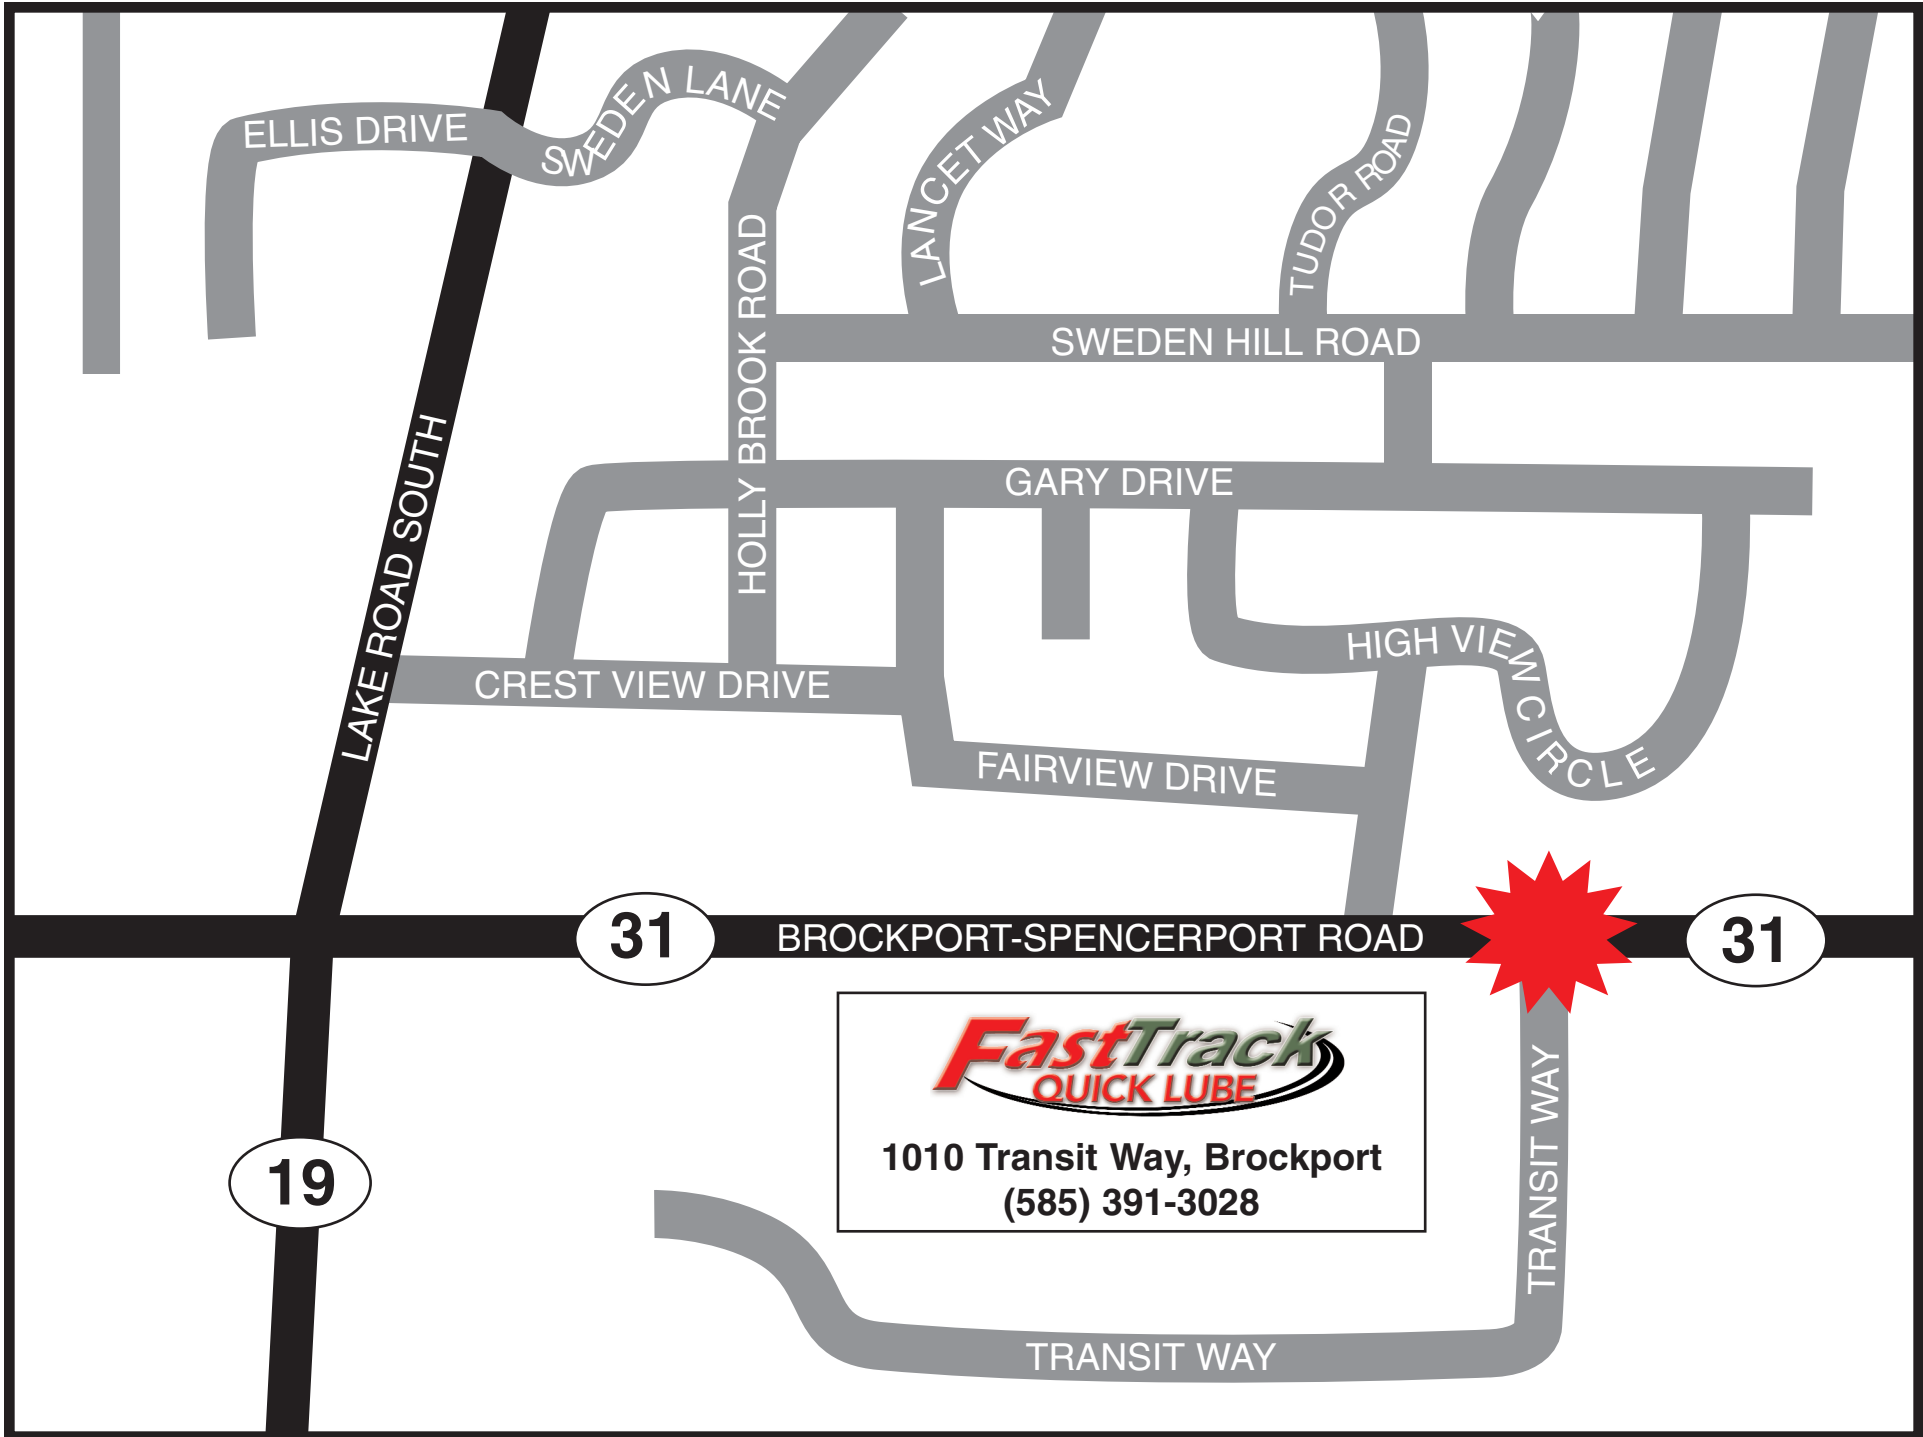 SWEDEN LANE
ELLIS DRIVE
LANCET WAY
TUDOR ROAD
HOLLY BROOK ROAD
SWEDEN HILL ROAD
LAKE ROAD SOUTH
GARY DRIVE
HIGH VIEW CIRCLE
CREST VIEW DRIVE
FAIRVIEW DRIVE
31
BROCKPORT-SPENCERPORT ROAD
31
FastTrack
QUICK LUBE
1010 Transit Way, Brockport
(585) 391-3028
TRANSIT WAY
19
TRANSIT WAY